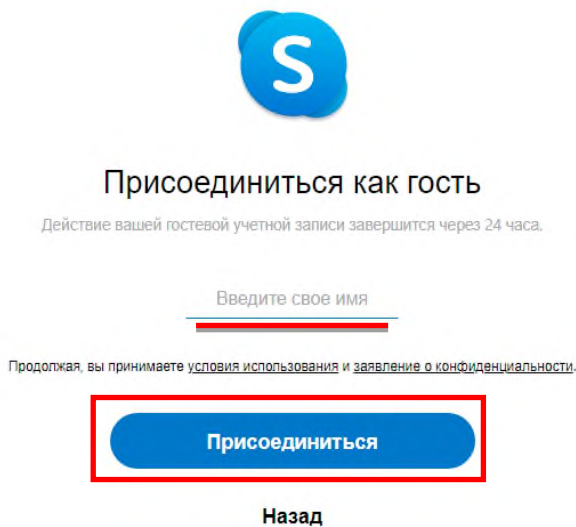 S
Присоединиться как гость
Действие вашей гостевой учетной записи завершится через 24 часа.
Введите свое имя
Продолжая, вы принимаете условия использования и заявление о конфиденциальности.
Присоединиться
Назад